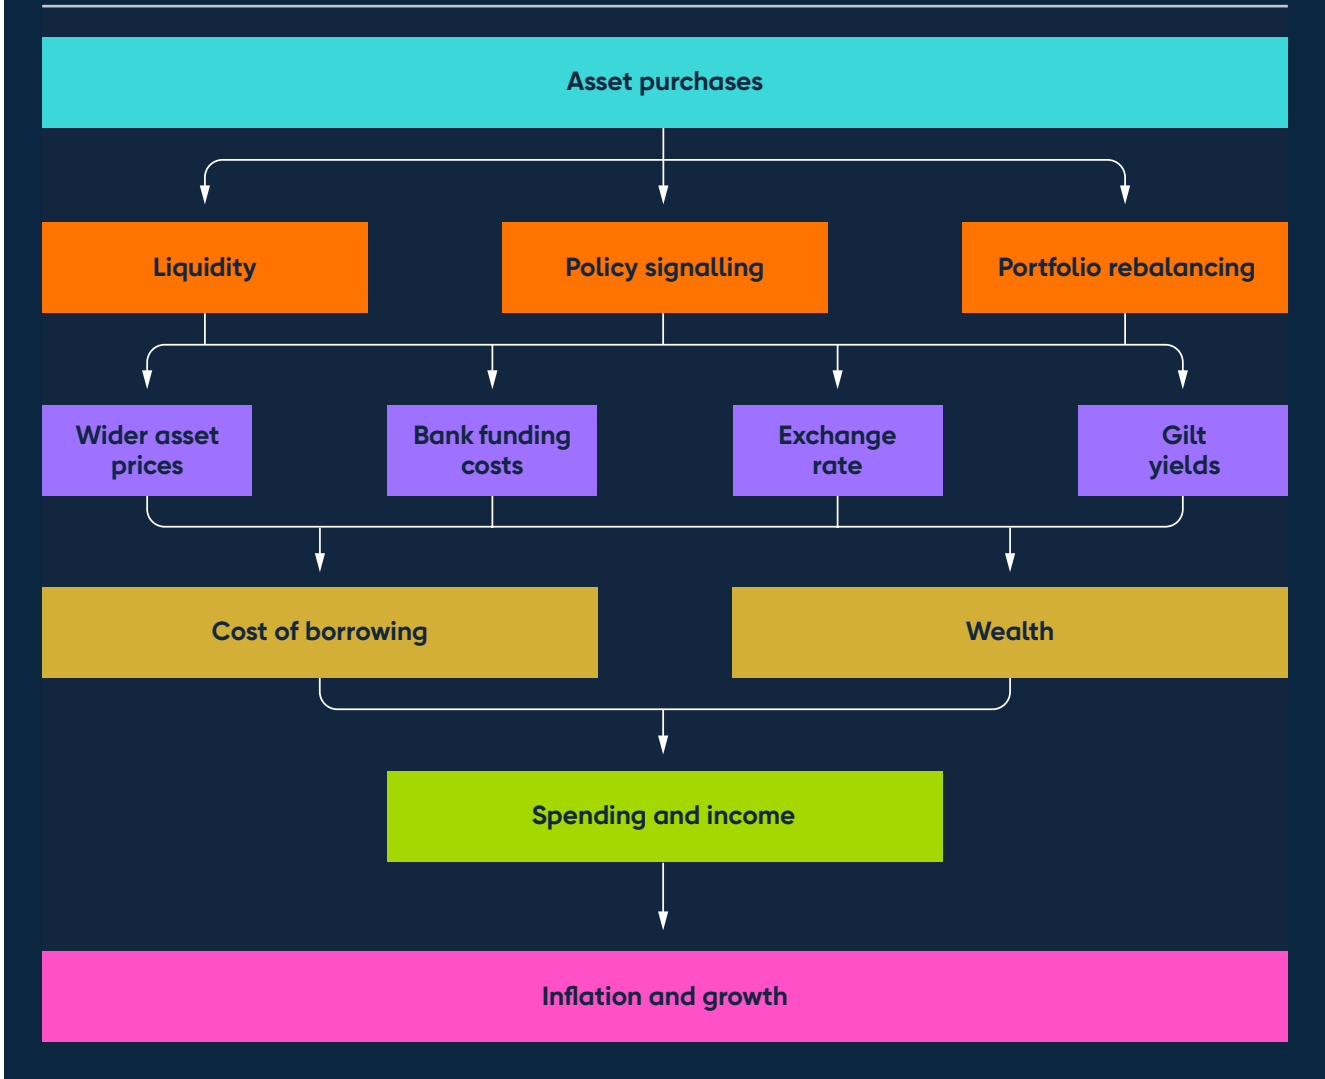 Asset purchases
Liquidity
Policy signalling
Portfolio rebalancing
Wider asset
prices
Bank funding
costs
Exchange
rate
Gilt
yields
Cost of borrowing
Wealth
Spending and income
Inflation and growth